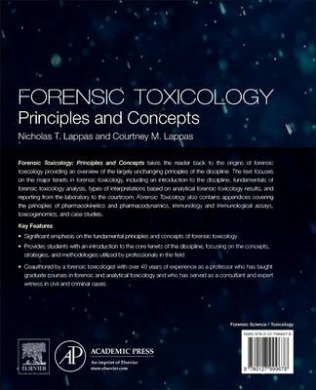 FORENSIC TOXICOLOGY
Principles and Concepts
Nicholas T. Lappas and Courtney M. Lappas
Forensic Toxicology: Principles and Concepts takes the reader back to the origins of forensic
toxicology providing an overview of the largely unchanging principles of the discipline. The text focuses
on the major tenets in forensic toxicology, including an introduction to the discipline, fundamentals of
forensic toxicology analysis, types of interpretations based on analytical forensic toxicology results, and
reporting from the laboratory to the courtroom. Forensic Toxicology also contains appendices covering
the principles of pharmacokinetics and pharmacodynamics, immunology and immunological assays,
toxicogenomics, and case studies.
Key Features
• Significant emphasis on the fundamental principles and concepts of forensic toxicology
• Provides students with an introduction to the core tenets of the discipline, focusing on the concepts,
strategies, and methodologies utilized by professionals in the field
• Coauthored by a forensic toxicologist with over 40 years of experience as a professor who has taught
graduate courses in forensic and analytical toxicology and who has served as a consultant and expert
witness in civil and criminal cases
Forensic Science / Toxicology
ELSEVIER
AP
ACADEMIC PRESS
An imprint of Elsevier
9 780127 999678